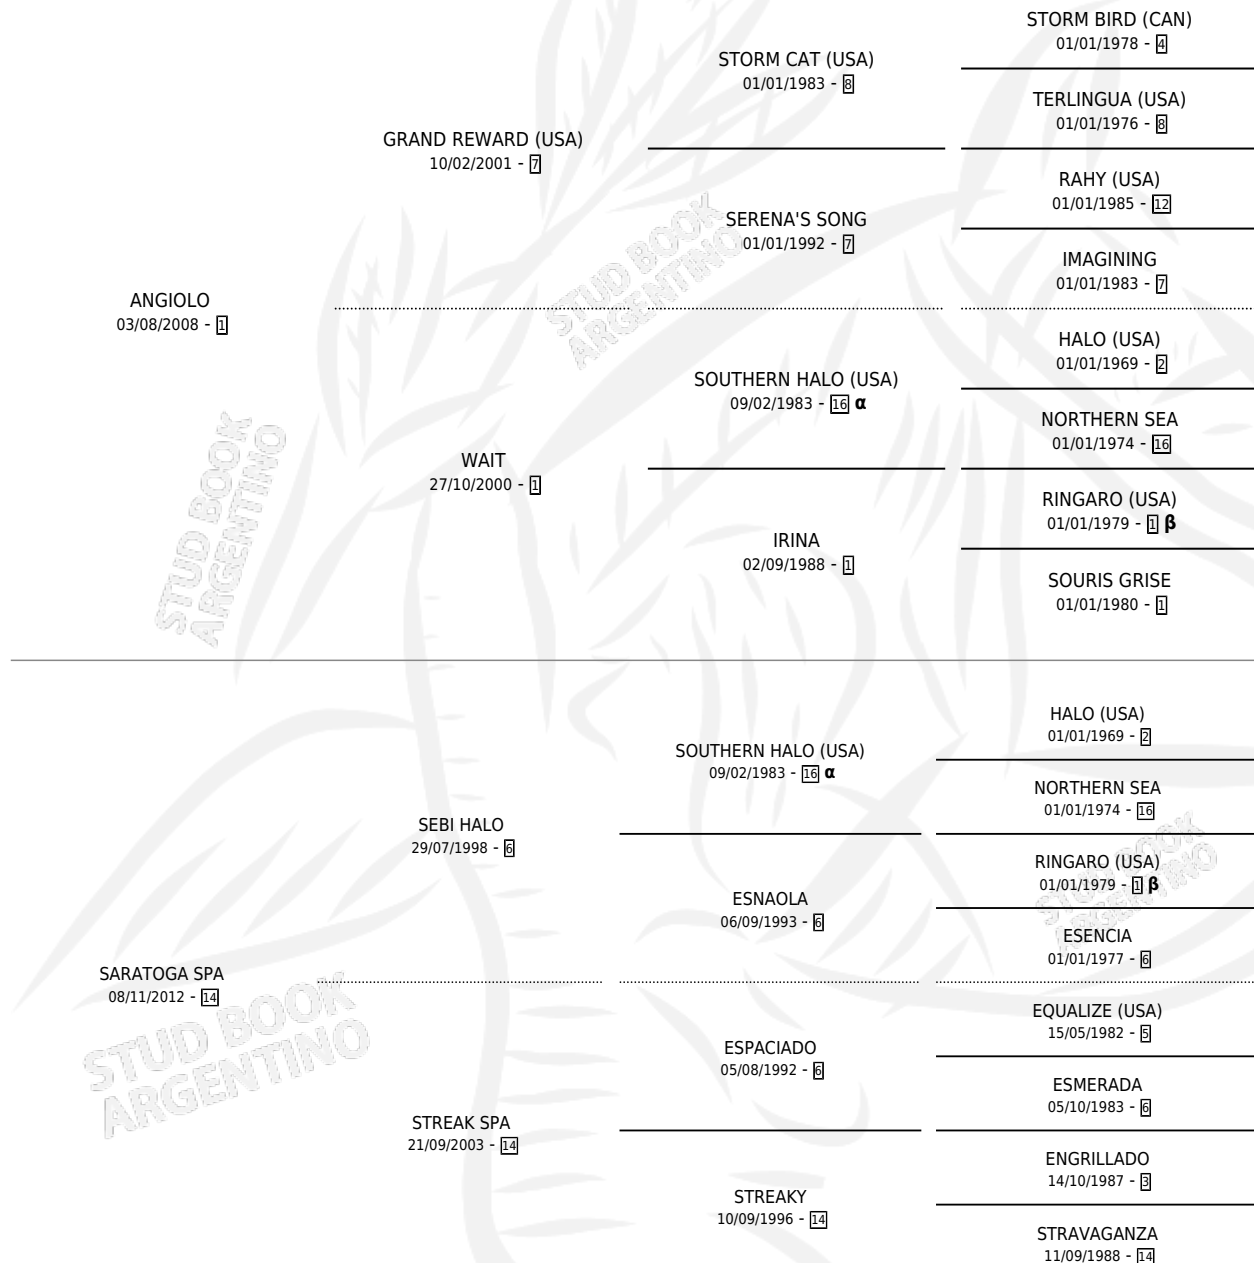 STORM BIRD (CAN)
01/01/1978 - 4
STORM CAT (USA)
01/01/1983 - 8
TERLINGUA (USA)
01/01/1976 - 8
GRAND REWARD (USA)
10/02/2001 - 7
RAHY (USA)
01/01/1985 - 12
SERENA'S SONG
01/01/1992 - 7
IMAGINING
01/01/1983 - 7
ANGIOLO
03/08/2008 - 1
HALO (USA)
01/01/1969 - 2
SOUTHERN HALO (USA)
09/02/1983 - 16 α
NORTHERN SEA
01/01/1974 - 16
WAIT
27/10/2000 - 1
RINGARO (USA)
01/01/1979 - 1 β
IRINA
02/09/1988 - 1
SOURIS GRISE
01/01/1980 - 1
HALO (USA)
01/01/1969 - 2
SOUTHERN HALO (USA)
09/02/1983 - 16 α
NORTHERN SEA
01/01/1974 - 16
SEBI HALO
29/07/1998 - 6
RINGARO (USA)
01/01/1979 - 1 β
ESNAOLA
06/09/1993 - 6
ESENCIA
01/01/1977 - 6
SARATOGA SPA
08/11/2012 - 14
EQUALIZE (USA)
15/05/1982 - 5
ESPACIADO
05/08/1992 - 6
ESMERADA
05/10/1983 - 6
STREAK SPA
21/09/2003 - 14
ENGRILLADO
14/10/1987 - 3
STREAKY
10/09/1996 - 14
STRAVAGANZA
11/09/1988 - 14
STUD BOOK
ARGENTINO
STUD BOOK
ARGENTINO
STUD BOOK
ARGENTINO
STUD BOOK
ARGENTINO